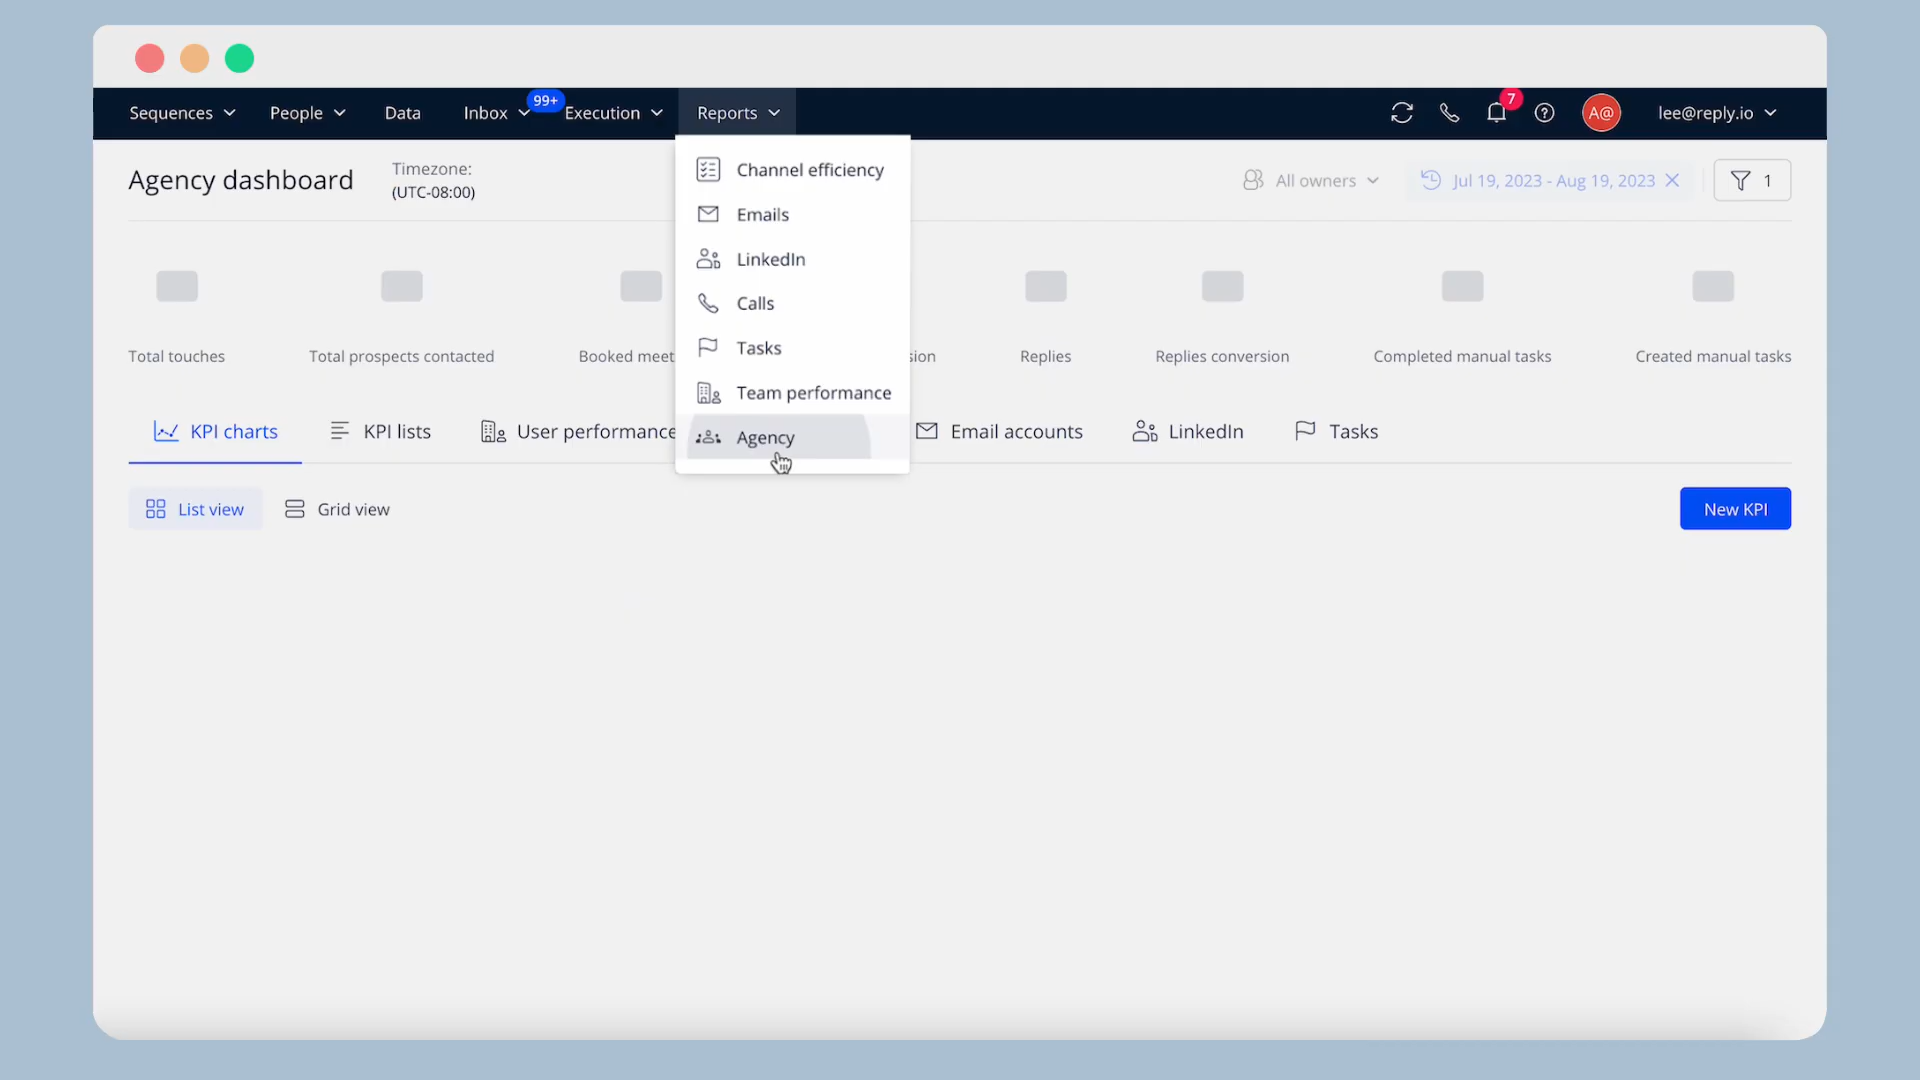 Sequences
People
Data
Inbox
99+
Execution
Reports
7
A@
lee@reply.io
Agency dashboard
Timezone:
(UTC-08:00)
All owners
Jul 19, 2023 - Aug 19, 2023
1
Channel efficiency
Emails
LinkedIn
Calls
Tasks
Team performance
Agency
Total touches
Total prospects contacted
Booked meet
sion
Replies
Replies conversion
Completed manual tasks
Created manual tasks
KPI charts
KPI lists
User performance
Email accounts
LinkedIn
Tasks
List view
Grid view
New KPI